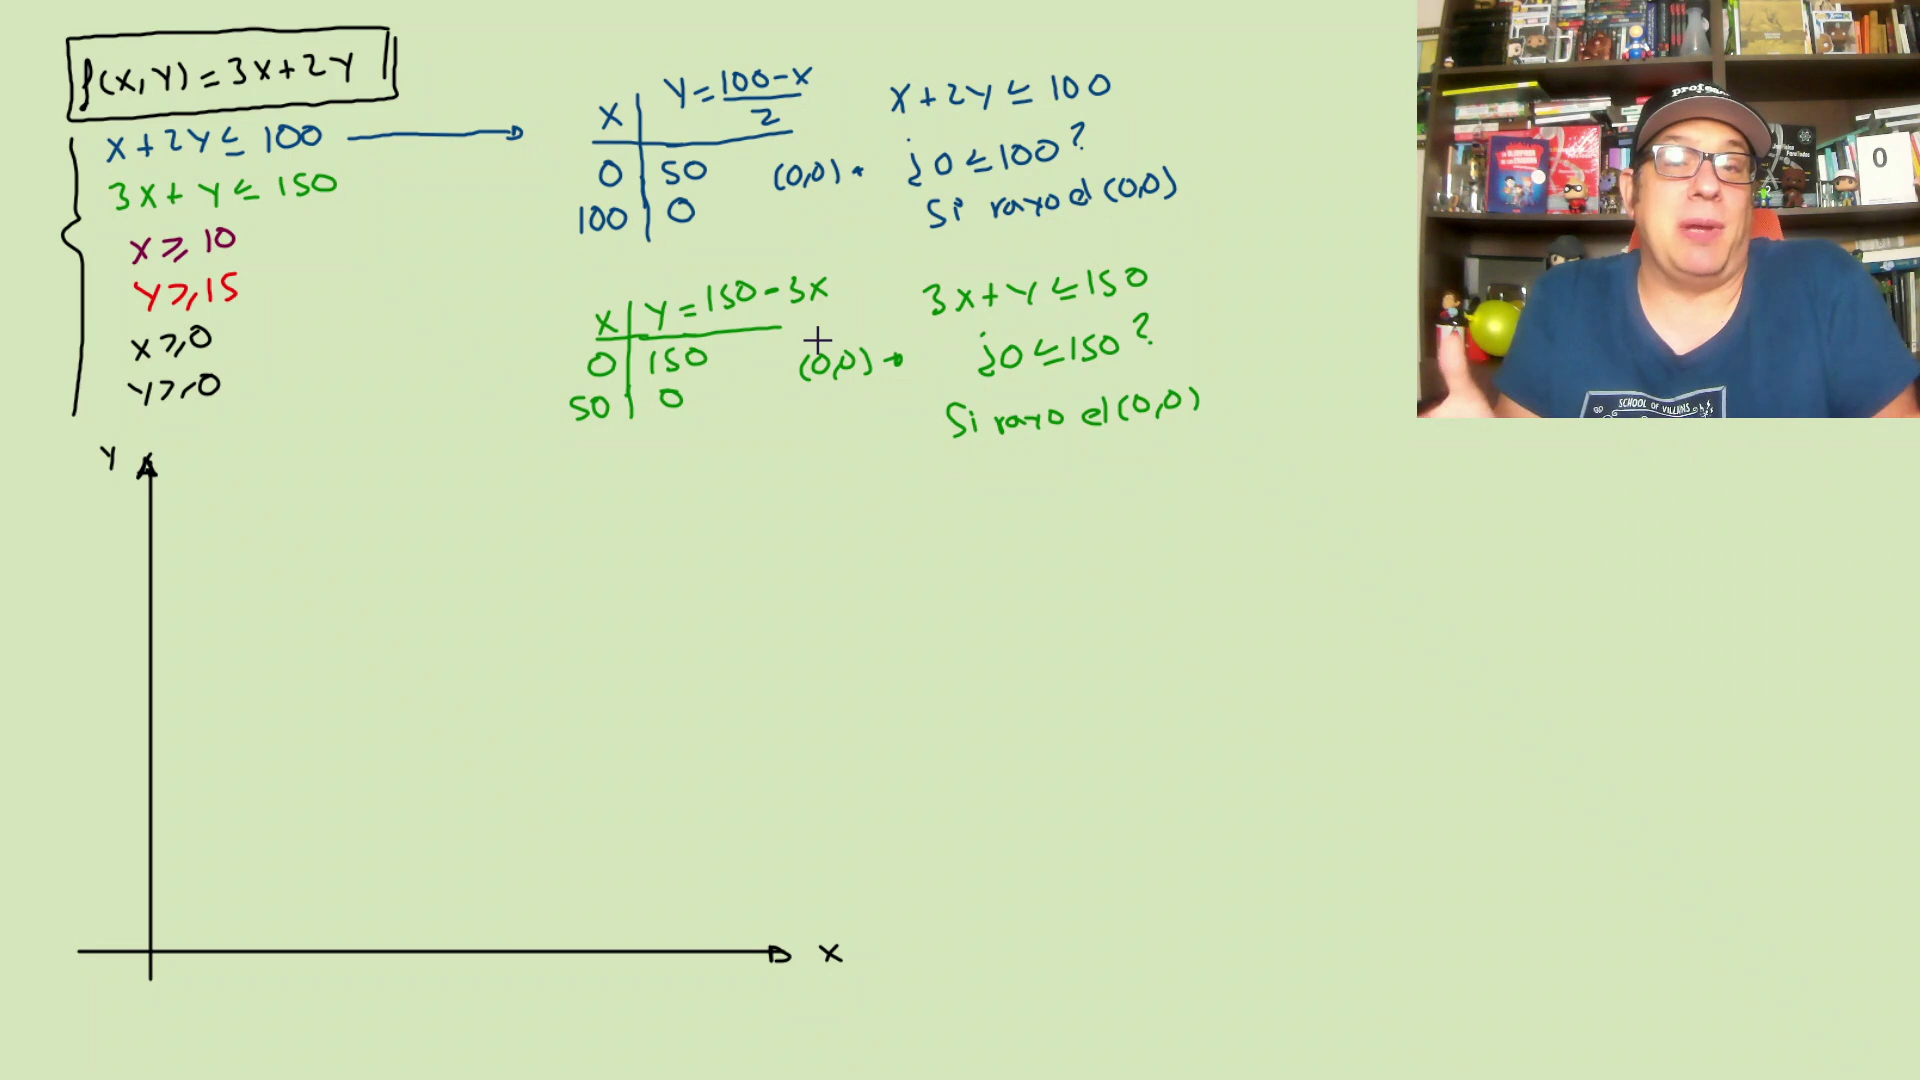 f(x,y)=3x+2y
x+2y≤100
3x+y≤150
x≥10
y≥15
x≥0
y≥0
x | y=100-x/2
0 | 50
100 | 0
(0,0)
x+2y≤100
¿0≤100?
Si rayo el (0,0)
x | y=150-3x
0 | 150
50 | 0
(0,0)
3x+y≤150
¿0≤150?
Si rayo el (0,0)
y
x
0
SCHOOL OF VILLAINS